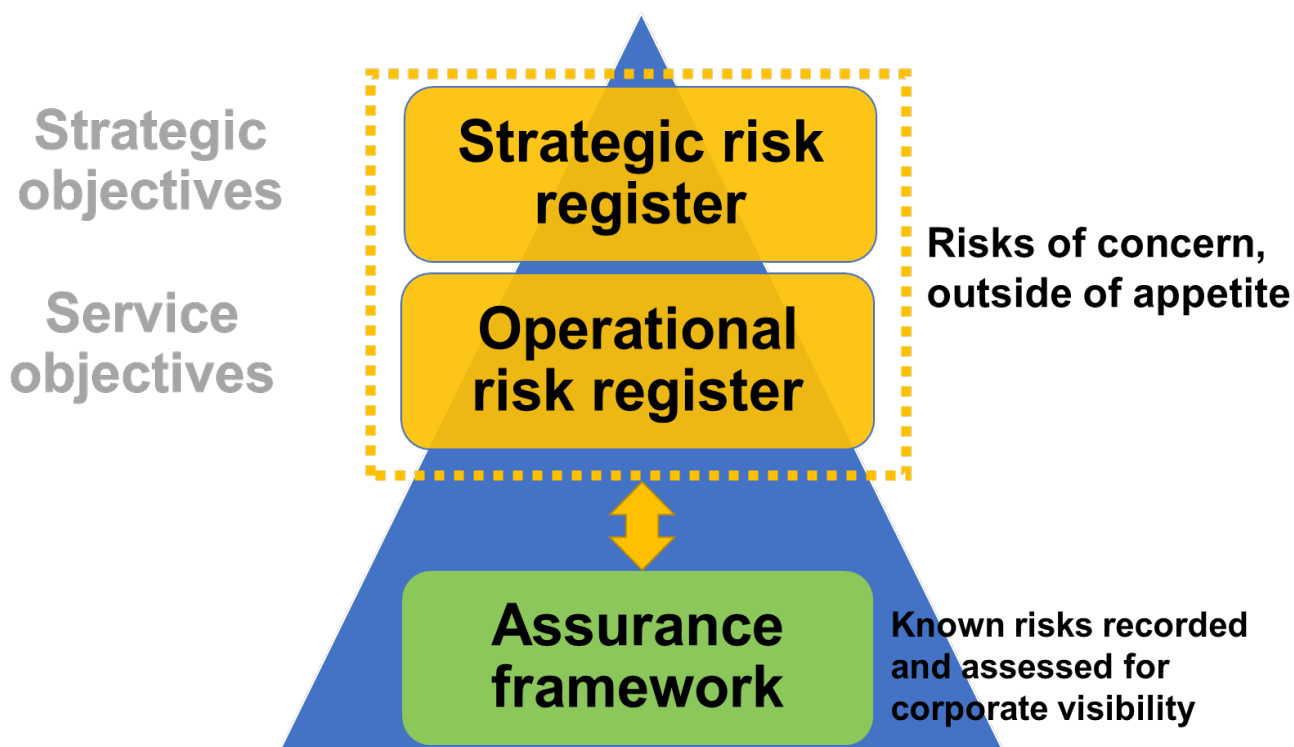 Strategic
objectives
Strategic risk
register
Risks of concern,
outside of appetite
Service
objectives
Operational
risk register
Assurance
framework
Known risks recorded
and assessed for
corporate visibility